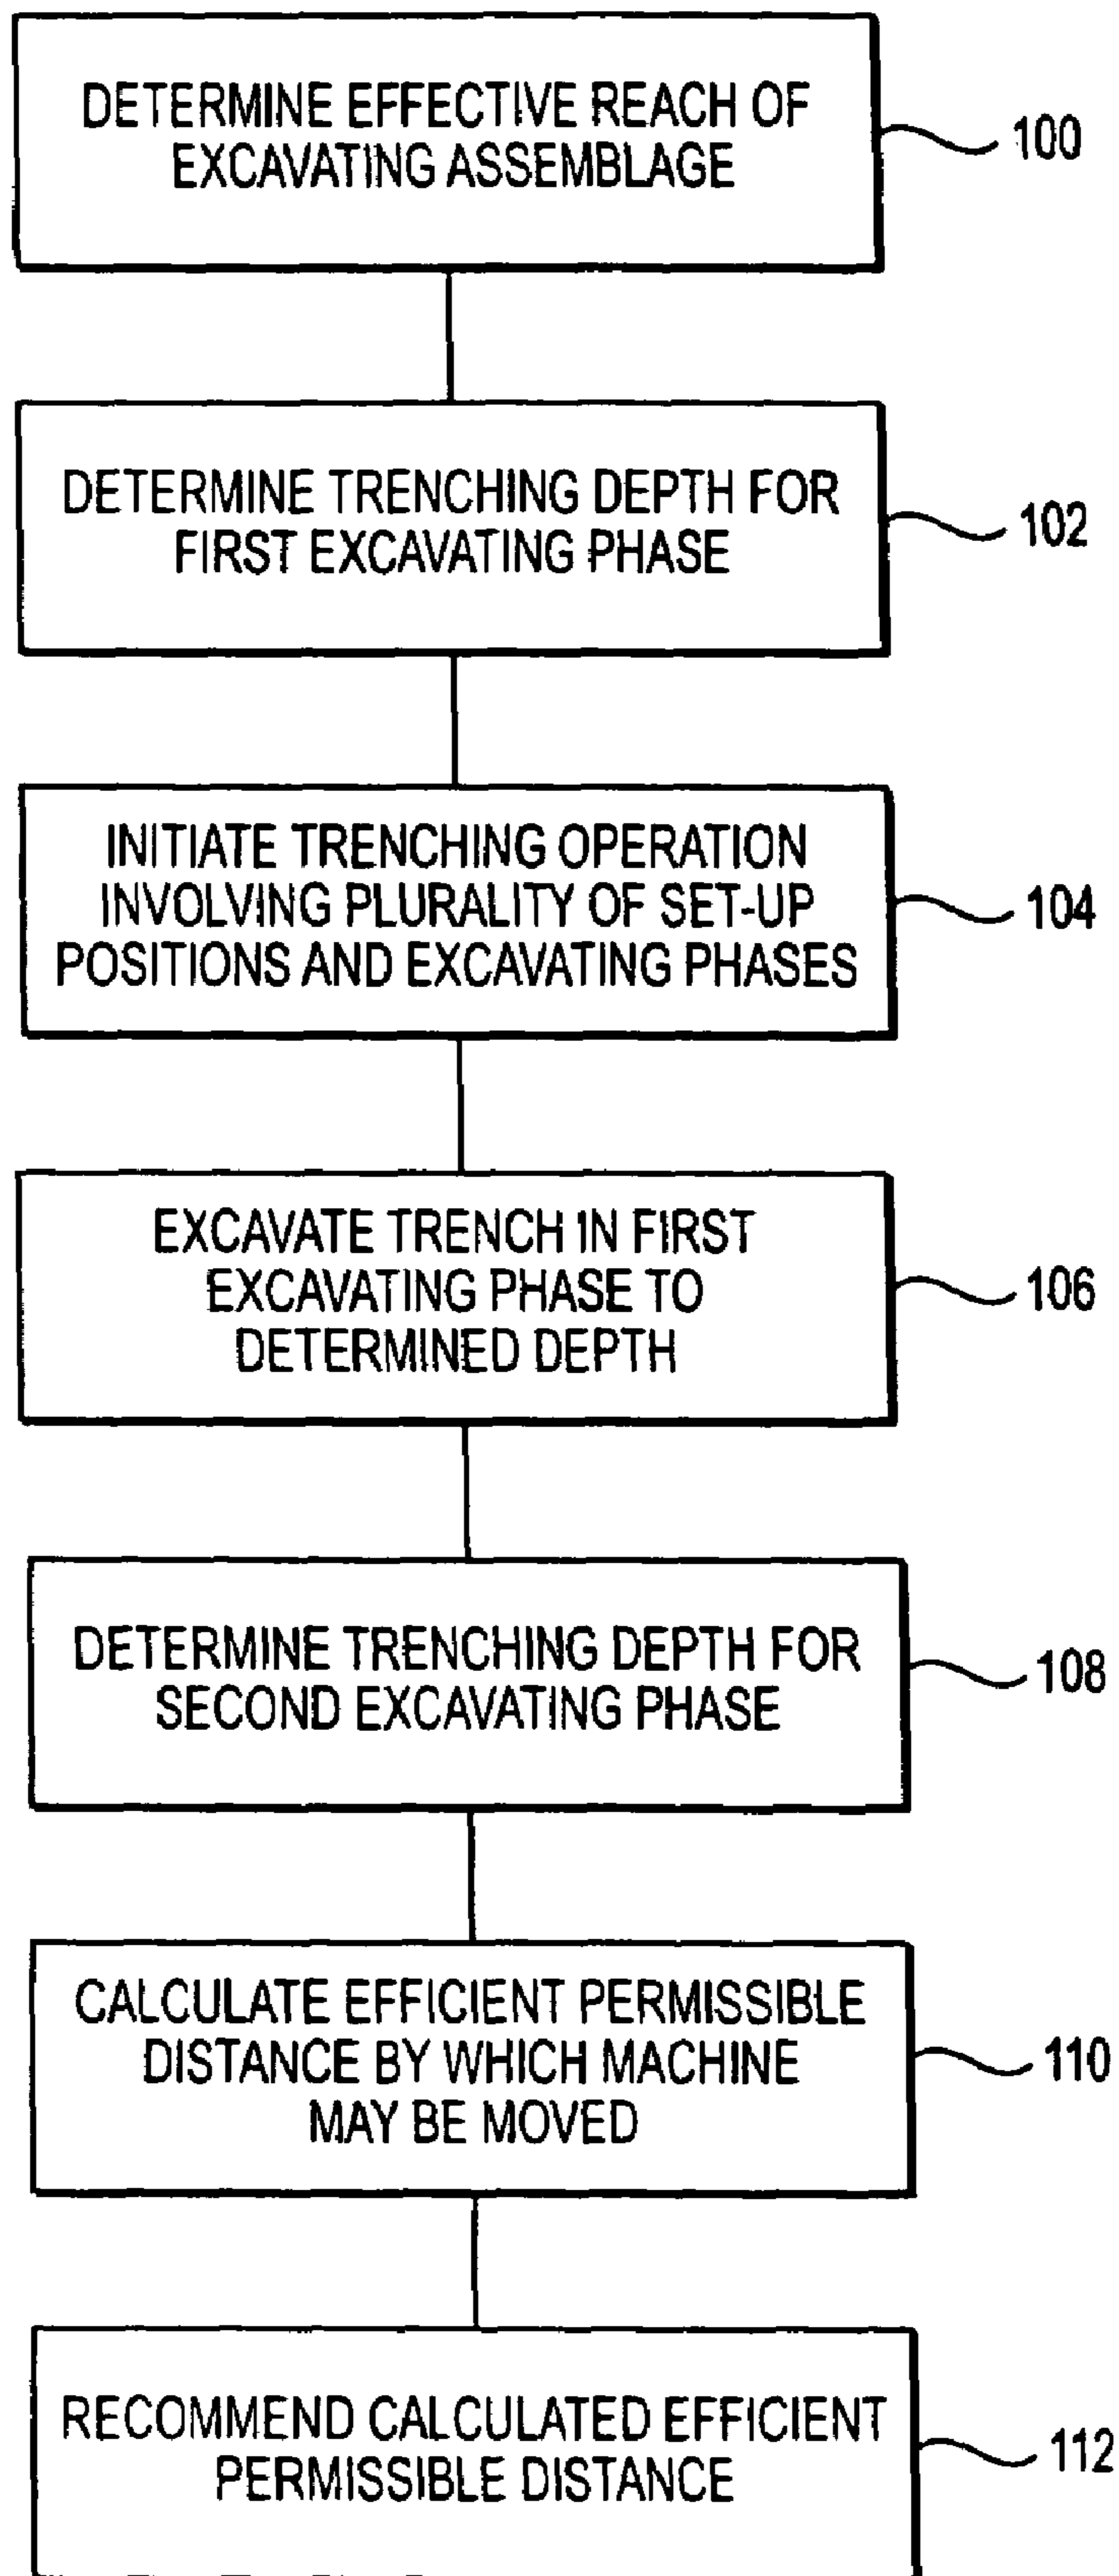 DETERMINE EFFECTIVE REACH OF
EXCAVATING ASSEMBLAGE
100
DETERMINE TRENCHING DEPTH FOR
FIRST EXCAVATING PHASE
102
INITIATE TRENCHING OPERATION
INVOLVING PLURALITY OF SET-UP
POSITIONS AND EXCAVATING PHASES
104
EXCAVATE TRENCH IN FIRST
EXCAVATING PHASE TO
DETERMINED DEPTH
106
DETERMINE TRENCHING DEPTH FOR
SECOND EXCAVATING PHASE
108
CALCULATE EFFICIENT PERMISSIBLE
DISTANCE BY WHICH MACHINE
MAY BE MOVED
110
RECOMMEND CALCULATED EFFICIENT
PERMISSIBLE DISTANCE
112